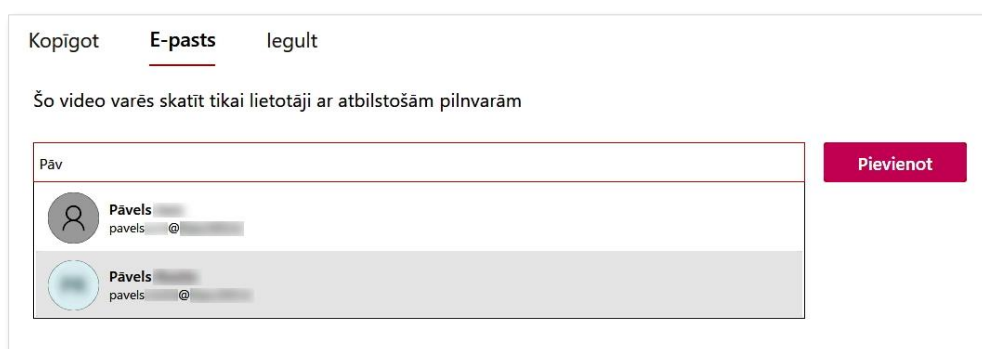 Kopīgot E-pasts Iegult
Šo video varēs skatīt tikai lietotāji ar atbilstošām pilnvarām
Pāv
Pievienot
Pāvels
pavels @
Pāvels
pavels @